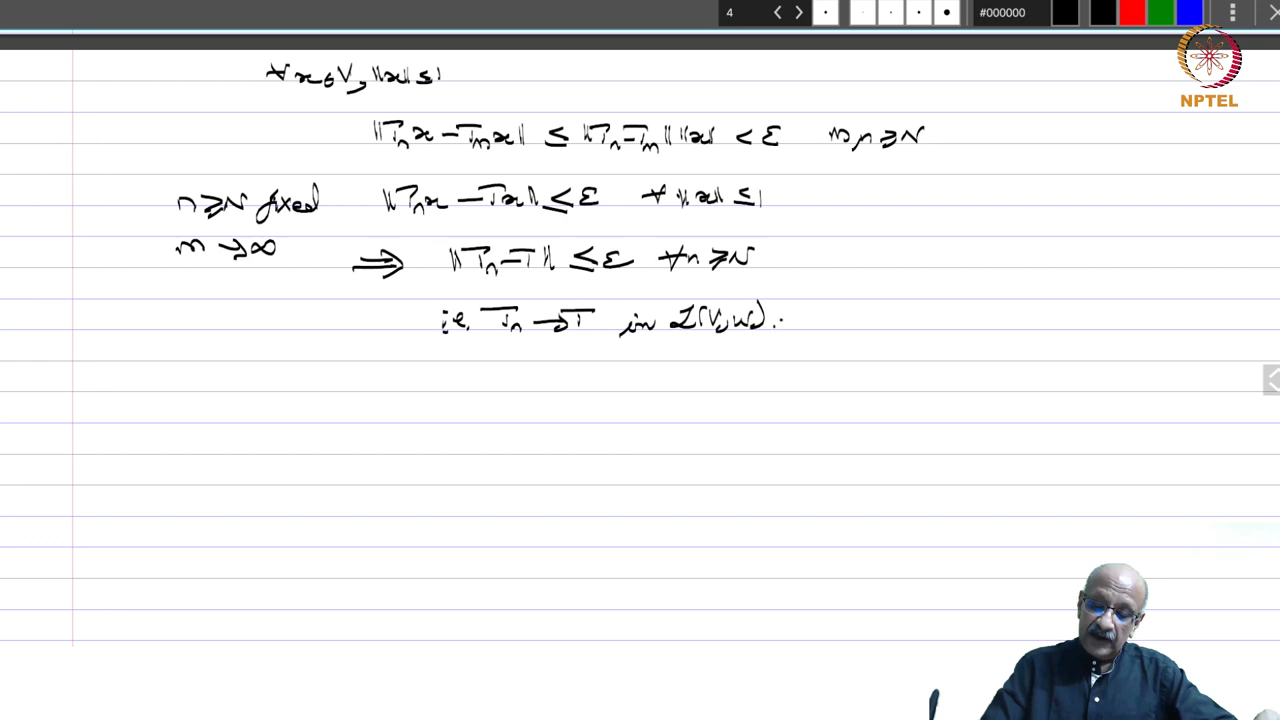 4 #000000
NPTEL
∀ x ∈ V, ‖x‖ ≤ 1
‖Tₙx − Tₘx‖ ≤ ‖Tₙ − Tₘ‖ ‖x‖ < ε m, n ≥ N
n ≥ N fixed ‖Tₙx − Tx‖ ≤ ε ∀ ‖x‖ ≤ 1
m → ∞
⇒ ‖Tₙ − T‖ ≤ ε ∀ n ≥ N
i.e. Tₙ → T in L(V, W).